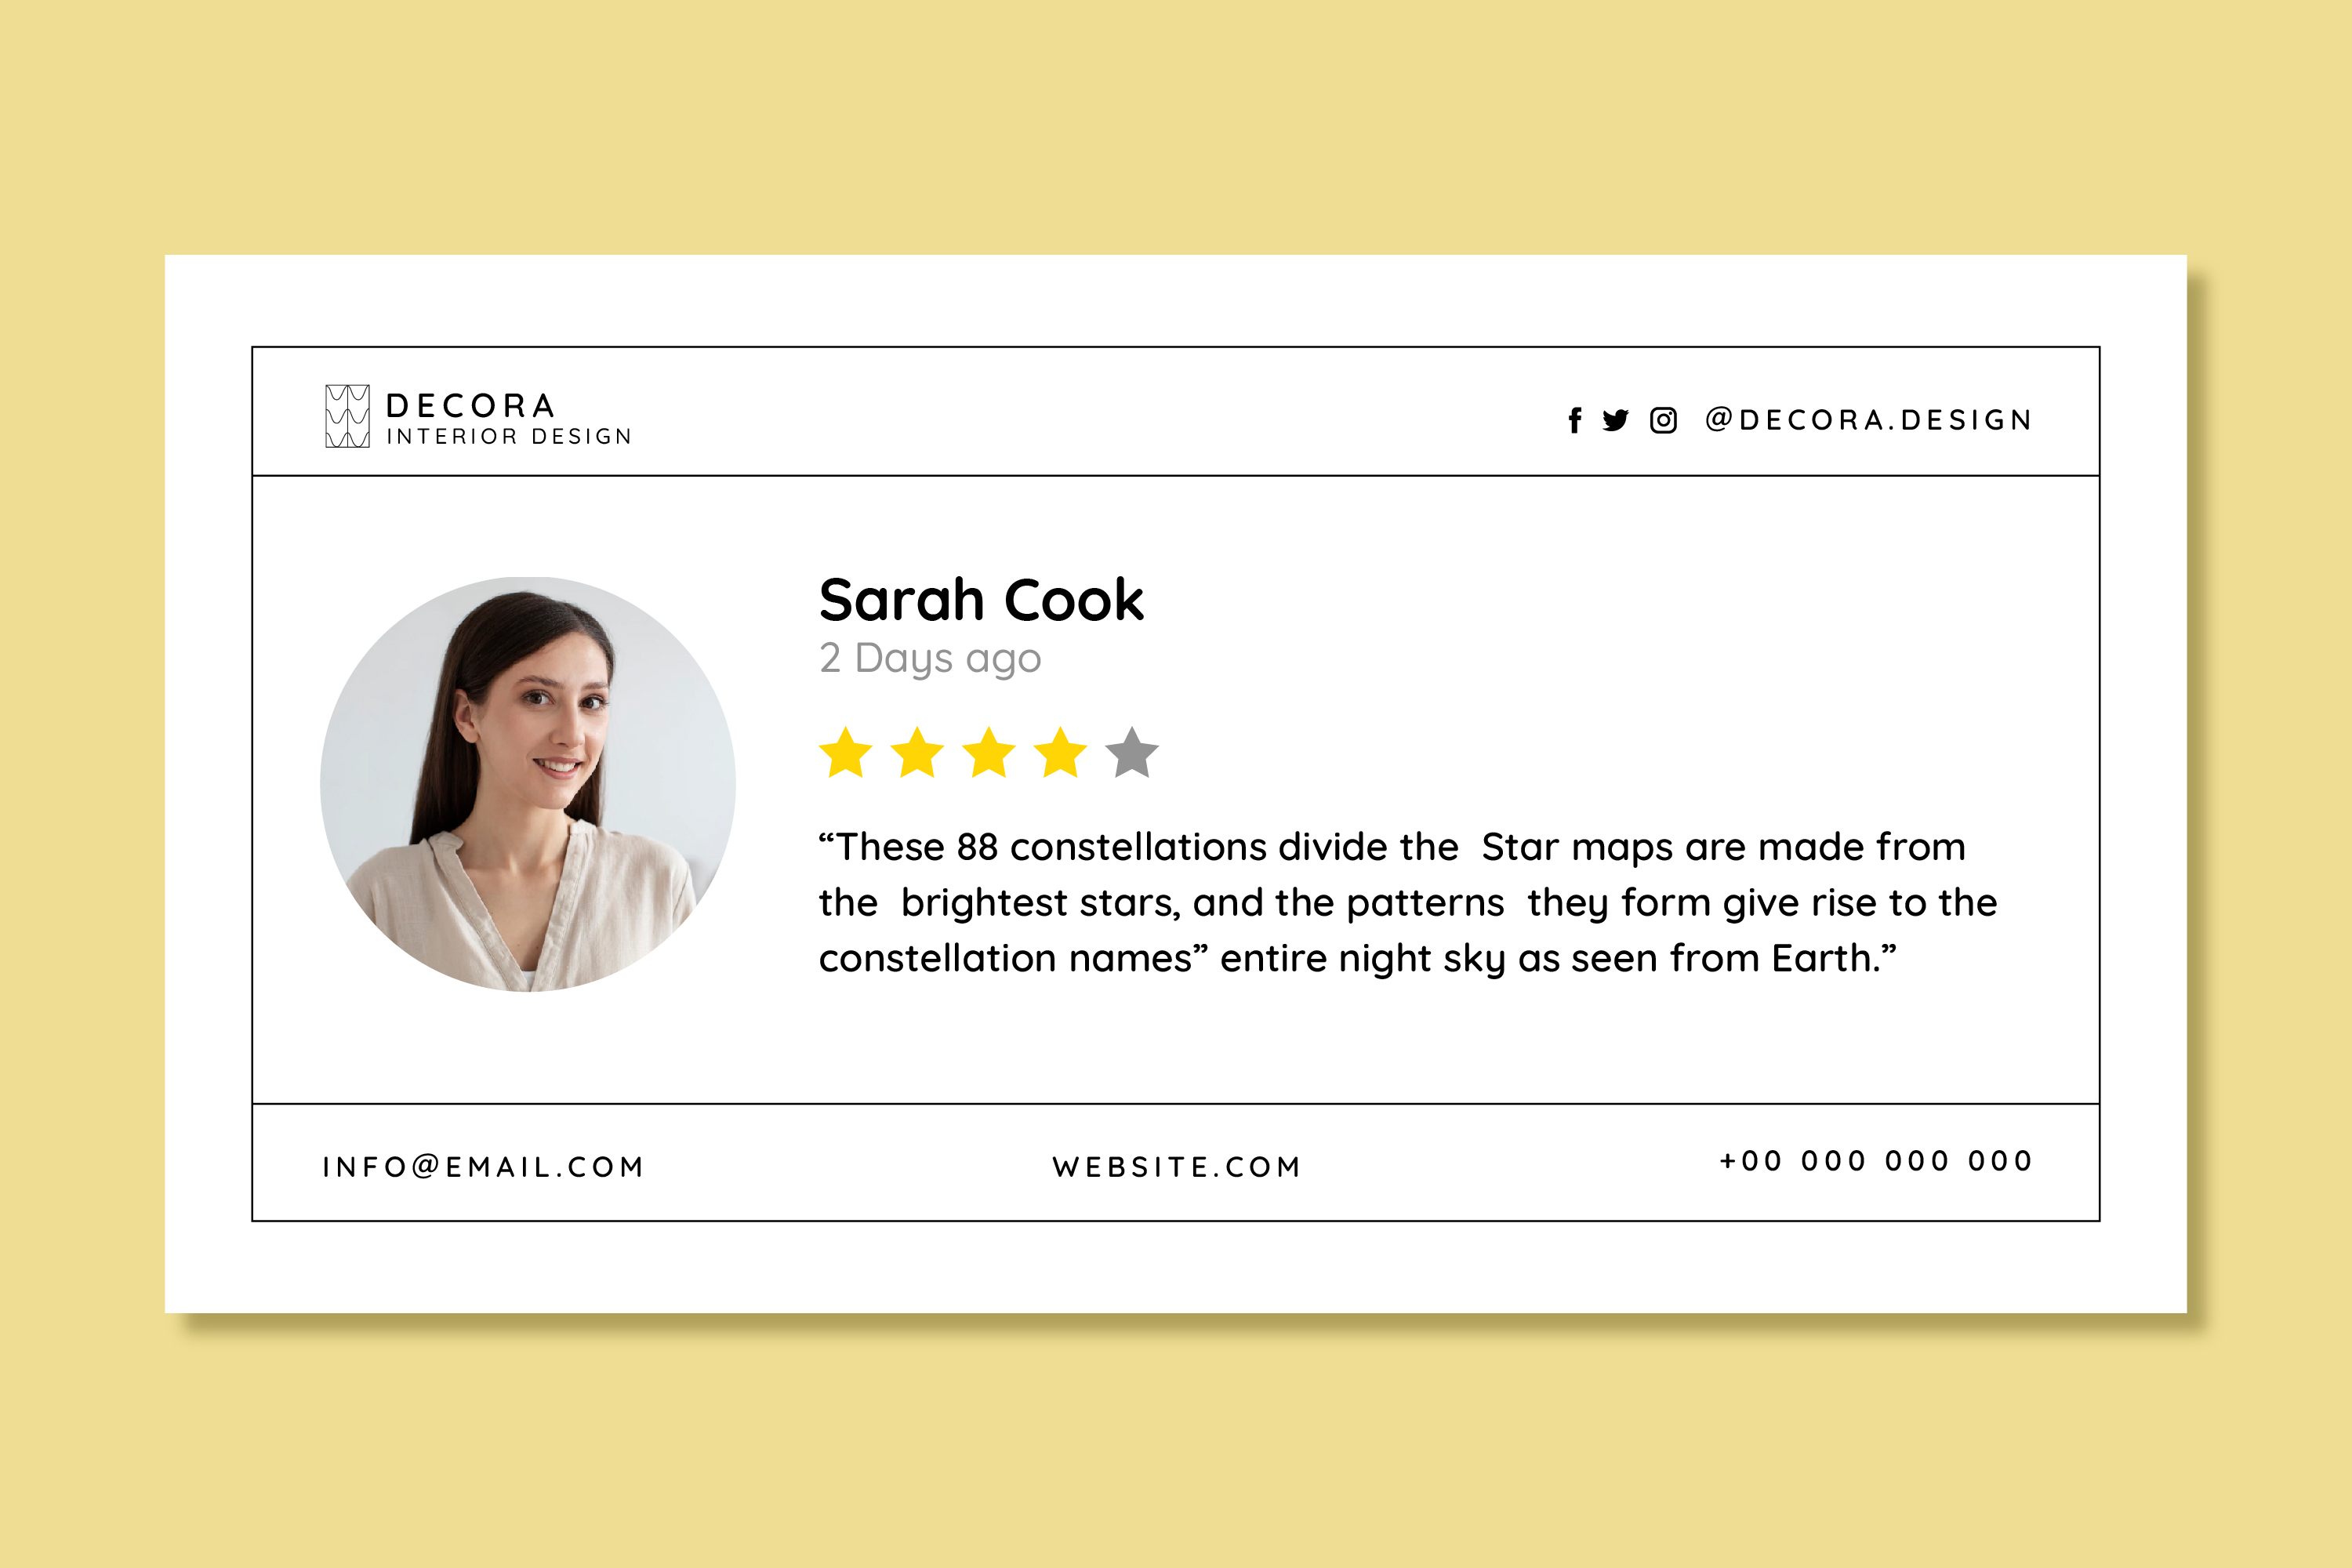 DECORA
INTERIOR DESIGN
@DECORA.DESIGN
Sarah Cook
2 Days ago
“These 88 constellations divide the  Star maps are made from
the  brightest stars, and the patterns  they form give rise to the
constellation names” entire night sky as seen from Earth.”
INFO@EMAIL.COM
WEBSITE.COM
+00 000 000 000